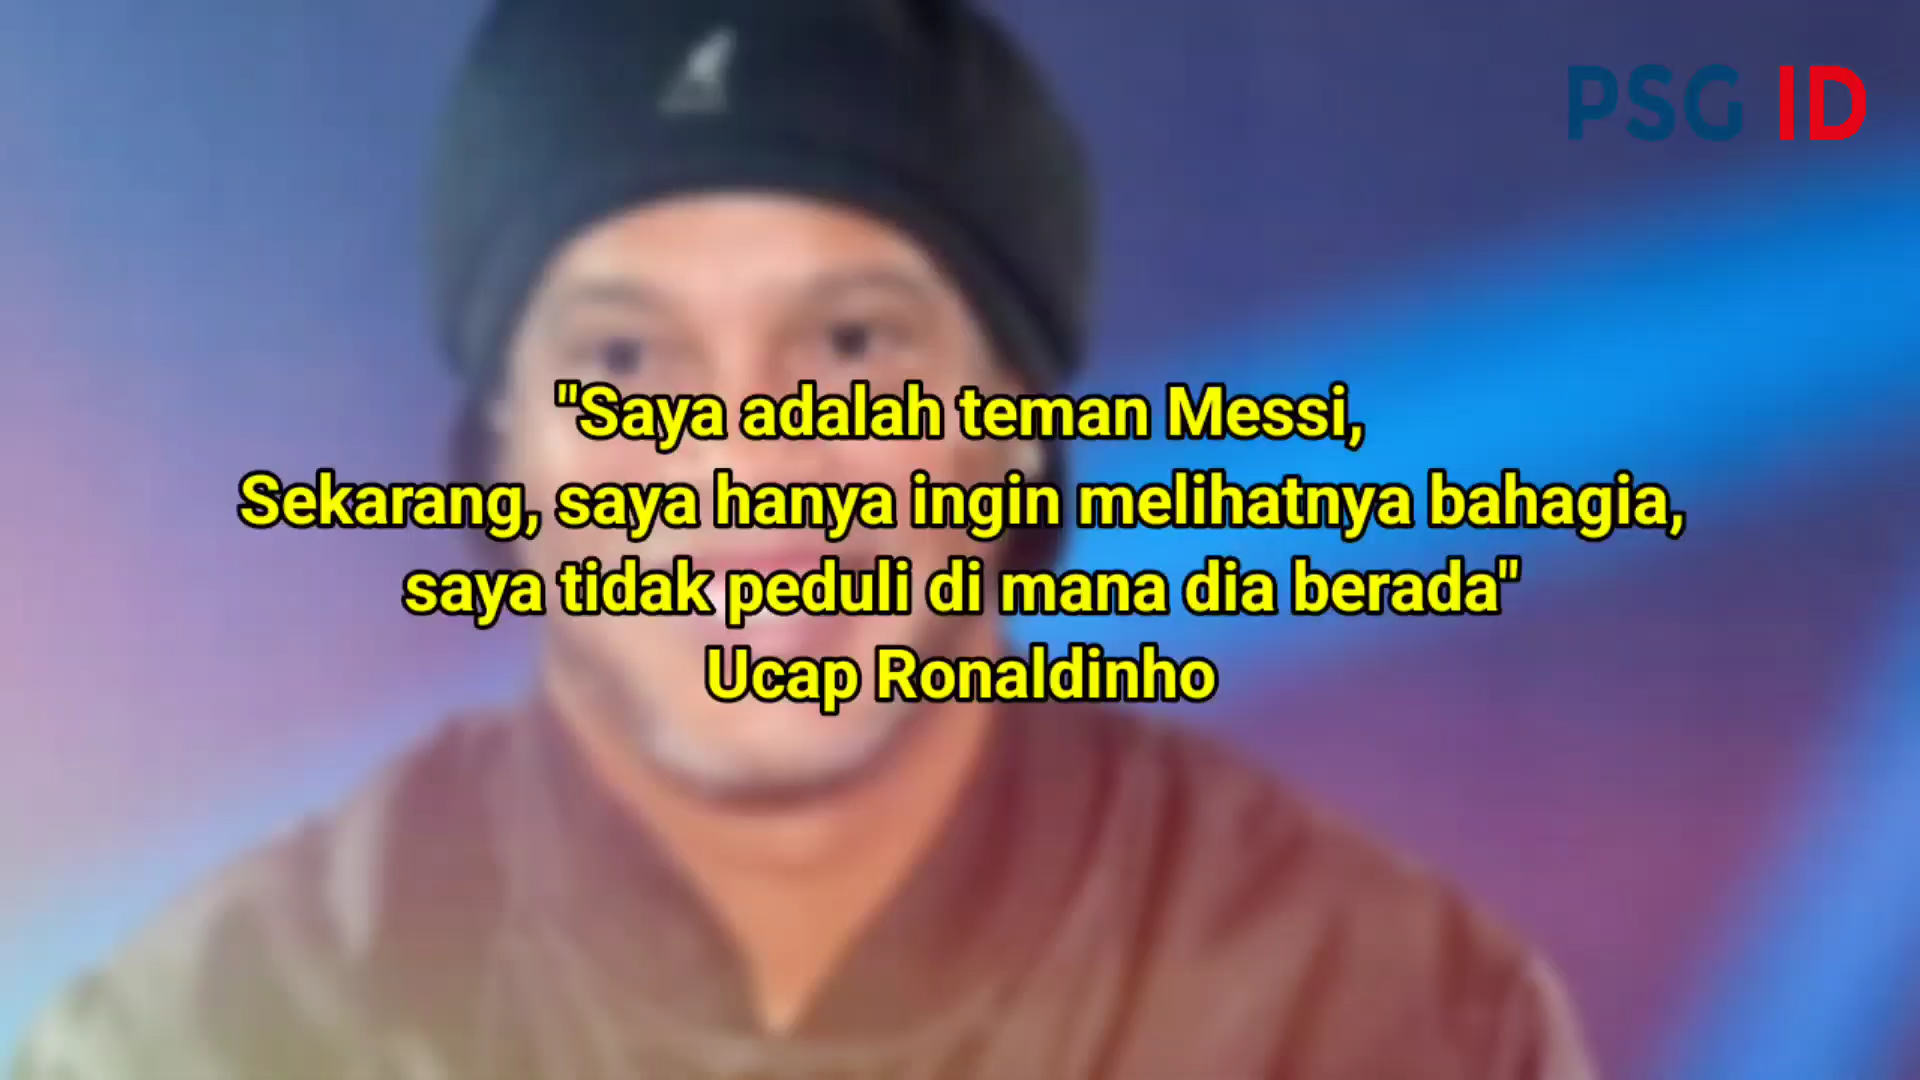 PSG ID
"Saya adalah teman Messi,
Sekarang, saya hanya ingin melihatnya bahagia,
saya tidak peduli di mana dia berada"
Ucap Ronaldinho